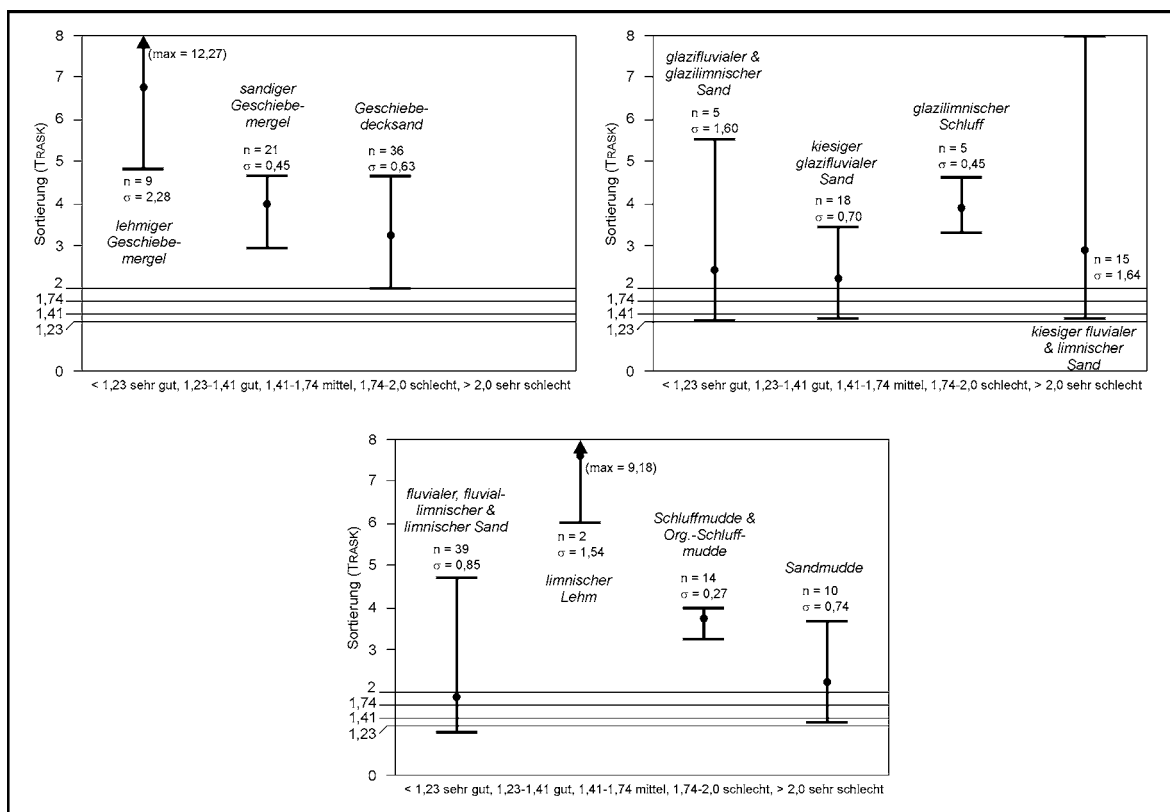 8
7
6
5
4
3
2
1,74
1,41
1,23
0
Sortierung (TRASK)
(max = 12,27)
n = 9
σ = 2,28
lehmiger
Geschiebe-
mergel
sandiger
Geschiebe-
mergel
n = 21
σ = 0,45
Geschiebe-
decksand
n = 36
σ = 0,63
< 1,23 sehr gut, 1,23-1,41 gut, 1,41-1,74 mittel, 1,74-2,0 schlecht, > 2,0 sehr schlecht
8
7
6
5
4
3
2
1,74
1,41
1,23
0
Sortierung (TRASK)
glazifluvialer &
glazilimnischer
Sand
n = 5
σ = 1,60
kiesiger
glazifluvialer
Sand
n = 18
σ = 0,70
glazilimnischer
Schluff
n = 5
σ = 0,45
n = 15
σ = 1,64
kiesiger fluvialer
& limnischer
Sand
< 1,23 sehr gut, 1,23-1,41 gut, 1,41-1,74 mittel, 1,74-2,0 schlecht, > 2,0 sehr schlecht
8
7
6
5
4
3
2
1,74
1,41
1,23
0
Sortierung (TRASK)
fluvialer, fluvial-
limnischer &
limnischer Sand
n = 39
σ = 0,85
(max = 9,18)
n = 2
σ = 1,54
limnischer
Lehm
Schluffmudde &
Org.-Schluff-
mudde
n = 14
σ = 0,27
Sandmudde
n = 10
σ = 0,74
< 1,23 sehr gut, 1,23-1,41 gut, 1,41-1,74 mittel, 1,74-2,0 schlecht, > 2,0 sehr schlecht